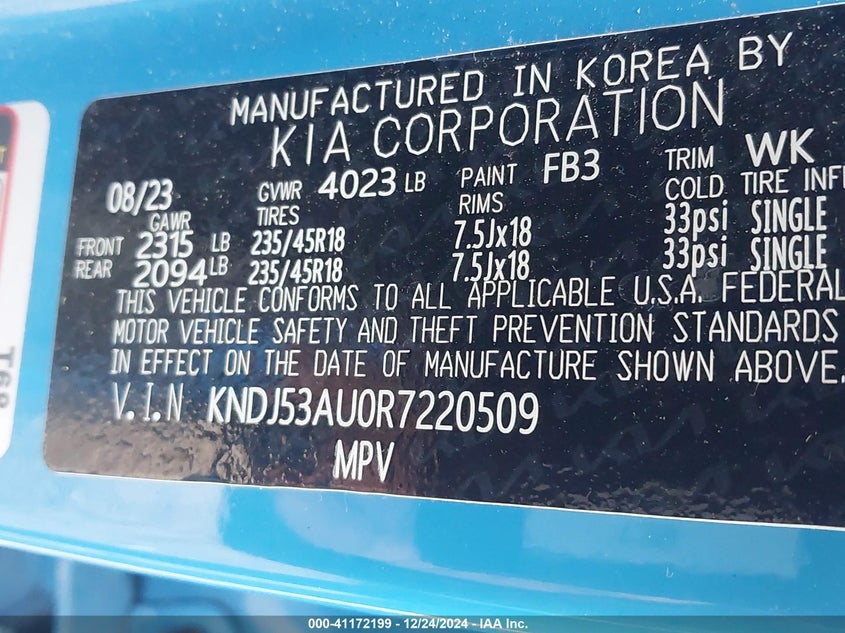 MANUFACTURED IN KOREA BY
KIA CORPORATION
08/23 GVWR 4023 LB PAINT FB3 TRIM WK
GAWR TIRES RIMS COLD TIRE INFL
FRONT 2315 LB 235/45R18 7.5Jx18 33psi SINGLE
REAR 2094 LB 235/45R18 7.5Jx18 33psi SINGLE
THIS VEHICLE CONFORMS TO ALL APPLICABLE U.S.A. FEDERAL
MOTOR VEHICLE SAFETY AND THEFT PREVENTION STANDARDS
IN EFFECT ON THE DATE OF MANUFACTURE SHOWN ABOVE.
V.I.N KNDJ53AU0R7220509
MPV
000-41172199 - 12/24/2024 - IAA Inc.